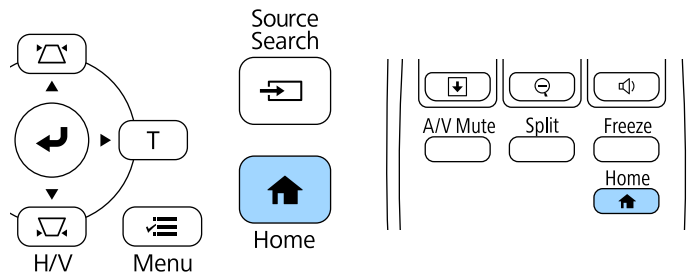 Source
Search
T
Home
H/V
Menu
A/V Mute
Split
Freeze
Home